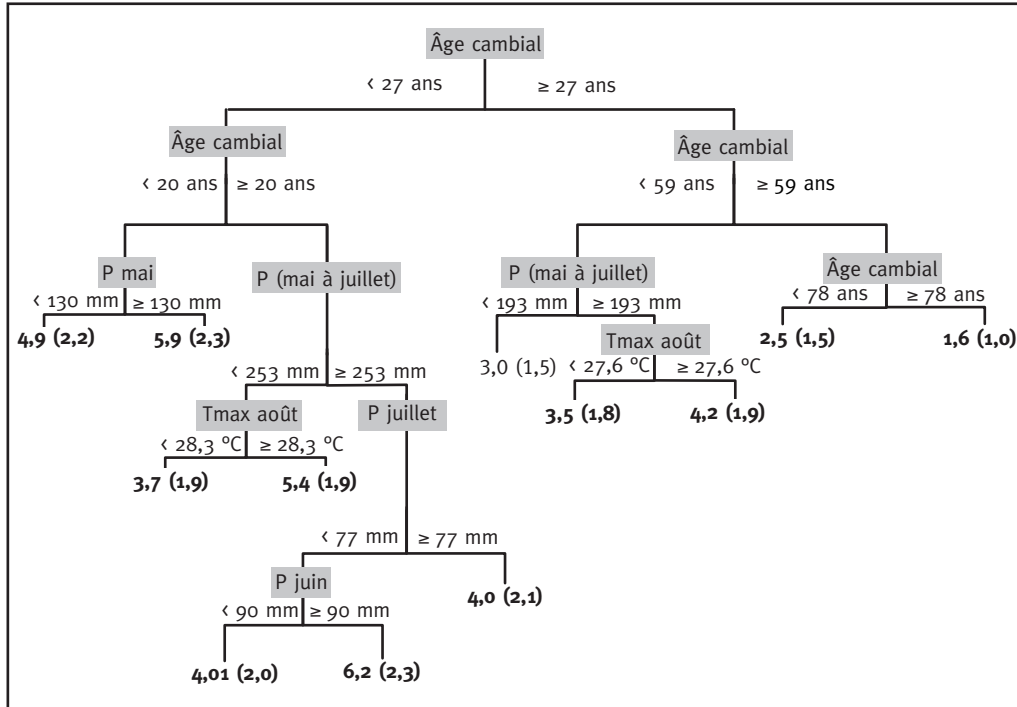 Âge cambial
< 27 ans ≥ 27 ans
Âge cambial Âge cambial
< 20 ans ≥ 20 ans < 59 ans ≥ 59 ans
P mai P (mai à juillet) P (mai à juillet) Âge cambial
< 130 mm ≥ 130 mm < 193 mm ≥ 193 mm < 78 ans ≥ 78 ans
4,9 (2,2) 5,9 (2,3) Tmax août 2,5 (1,5) 1,6 (1,0)
3,0 (1,5) < 27,6 ºC ≥ 27,6 ºC
< 253 mm ≥ 253 mm
Tmax août P juillet 3,5 (1,8) 4,2 (1,9)
< 28,3 ºC ≥ 28,3 ºC
3,7 (1,9) 5,4 (1,9)
< 77 mm ≥ 77 mm
P juin 4,0 (2,1)
< 90 mm ≥ 90 mm
4,01 (2,0) 6,2 (2,3)